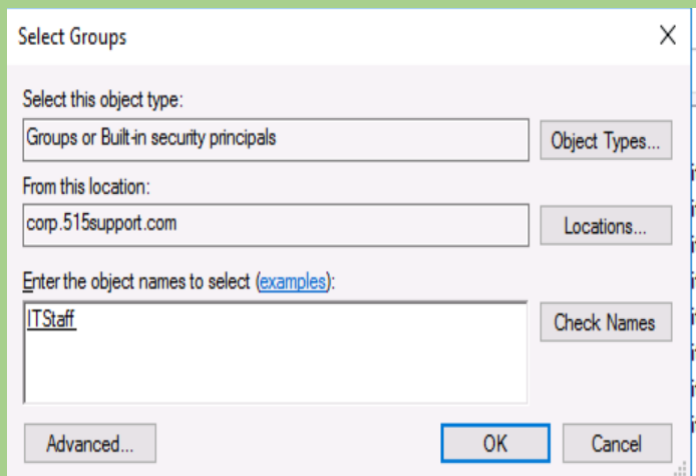 Select Groups
Select this object type:
Groups or Built-in security principals
Object Types...
From this location:
corp.515support.com
Locations...
Enter the object names to select (examples):
ITStaff
Check Names
Advanced...
OK
Cancel